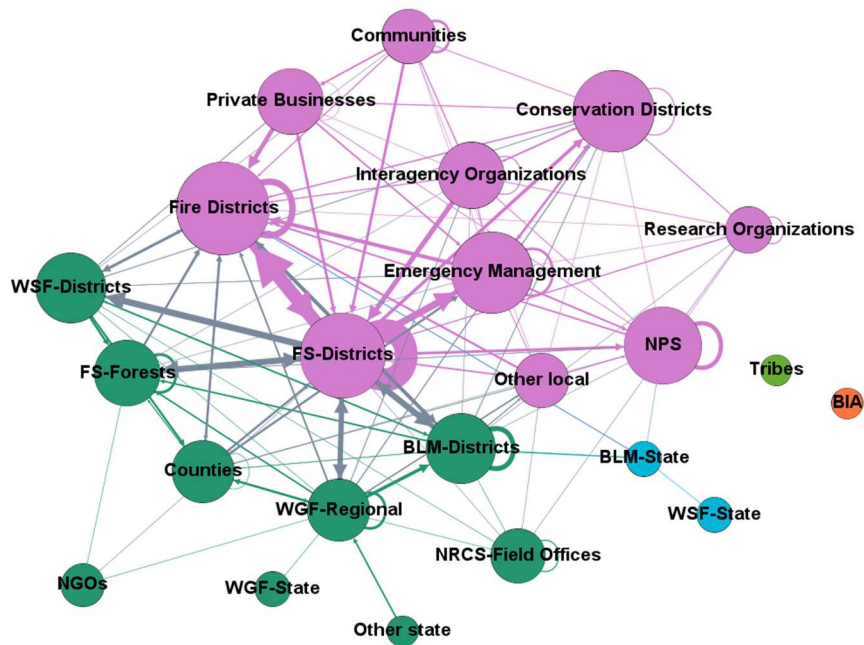 Communities
Private Businesses
Conservation Districts
Interagency Organizations
Fire Districts
Research Organizations
Emergency Management
WSF-Districts
FS-Districts
NPS
FS-Forests
Tribes
Other local
BIA
BLM-Districts
BLM-State
Counties
WGF-Regional
WSF-State
NRCS-Field Offices
NGOs
WGF-State
Other state